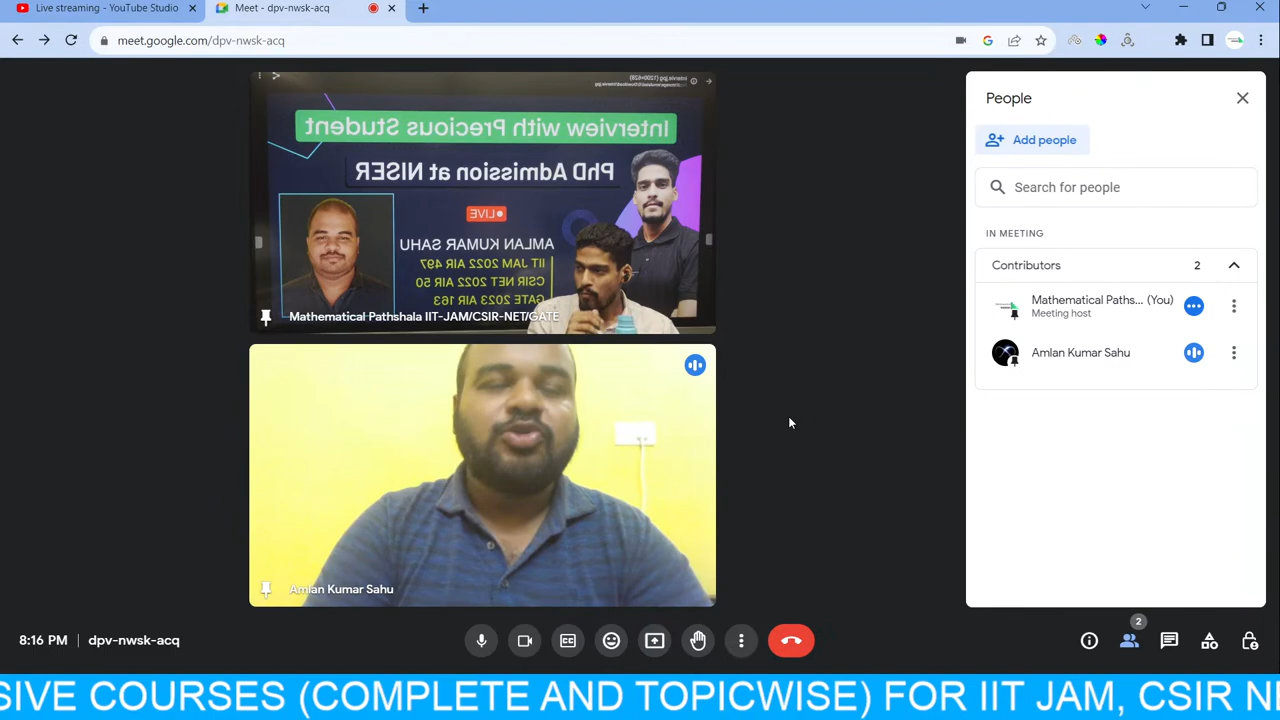 Live streaming - YouTube Studio
Meet - dpv-nwsk-acq
meet.google.com/dpv-nwsk-acq
Interview with Precious Student
PhD Admission at NISER
LIVE
AMLAN KUMAR SAHU
IIT JAM 2022 AIR 497
CSIR NET 2022 AIR 50
GATE 2023 AIR 163
Mathematical Pathshala IIT-JAM/CSIR-NET/GATE
Amlan Kumar Sahu
People
Add people
Search for people
IN MEETING
Contributors 2
Mathematical Paths... (You)
Meeting host
Amlan Kumar Sahu
8:16 PM | dpv-nwsk-acq
2
SIVE COURSES (COMPLETE AND TOPICWISE) FOR IIT JAM, CSIR NE